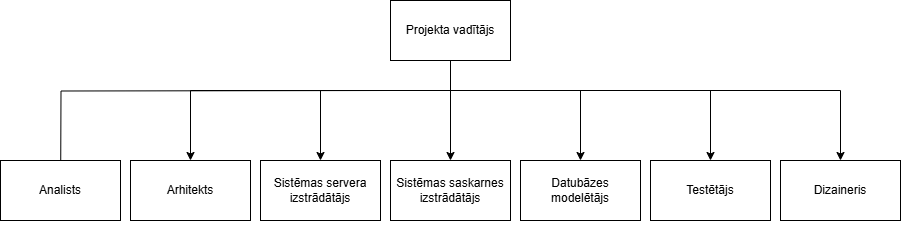 Projekta vadītājs
Analists
Arhitekts
Sistēmas servera
izstrādātājs
Sistēmas saskarnes
izstrādātājs
Datubāzes
modelētājs
Testētājs
Dizaineris